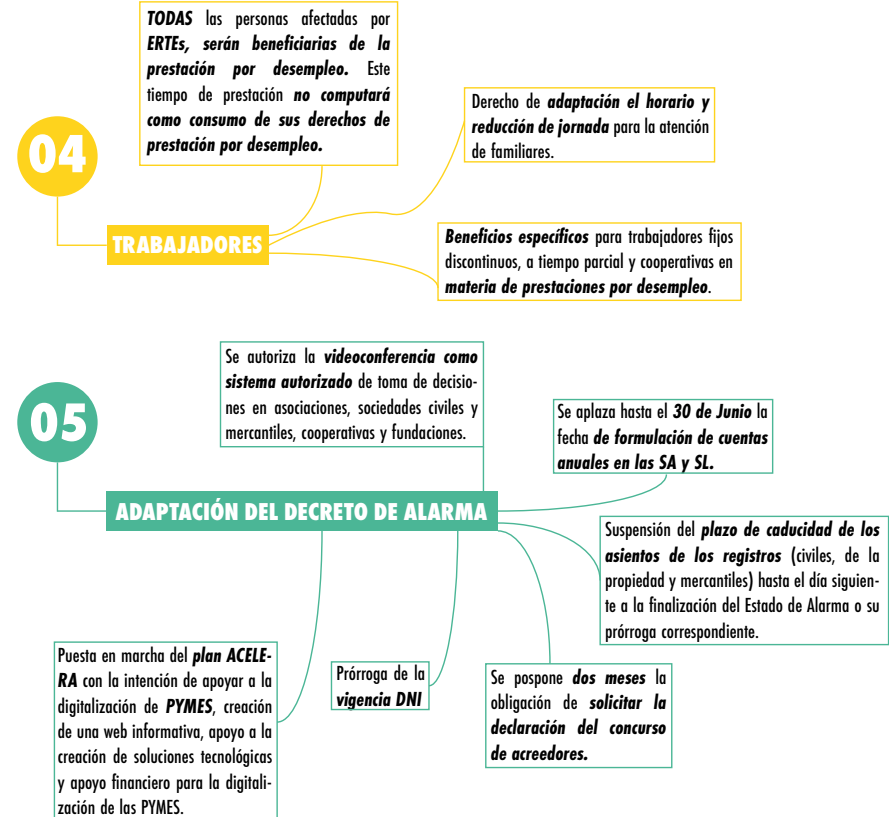 TODAS las personas afectadas por
ERTEs, serán beneficiarias de la
prestación por desempleo. Este
tiempo de prestación no computará
como consumo de sus derechos de
prestación por desempleo.
Derecho de adaptación el horario y
reducción de jornada para la atención
de familiares.
04
TRABAJADORES
Beneficios específicos para trabajadores fijos
discontinuos, a tiempo parcial y cooperativas en
materia de prestaciones por desempleo.
Se autoriza la videoconferencia como
sistema autorizado de toma de decisio-
nes en asociaciones, sociedades civiles y
mercantiles, cooperativas y fundaciones.
05
Se aplaza hasta el 30 de Junio la
fecha de formulación de cuentas
anuales en las SA y SL.
ADAPTACIÓN DEL DECRETO DE ALARMA
Suspensión del plazo de caducidad de los
asientos de los registros (civiles, de la
propiedad y mercantiles) hasta el día siguien-
te a la finalización del Estado de Alarma o su
prórroga correspondiente.
Puesta en marcha del plan ACELE-
RA con la intención de apoyar a la
digitalización de PYMES, creación
de una web informativa, apoyo a la
creación de soluciones tecnológicas
y apoyo financiero para la digitali-
zación de las PYMES.
Prórroga de la
vigencia DNI
Se pospone dos meses la
obligación de solicitar la
declaración del concurso
de acreedores.